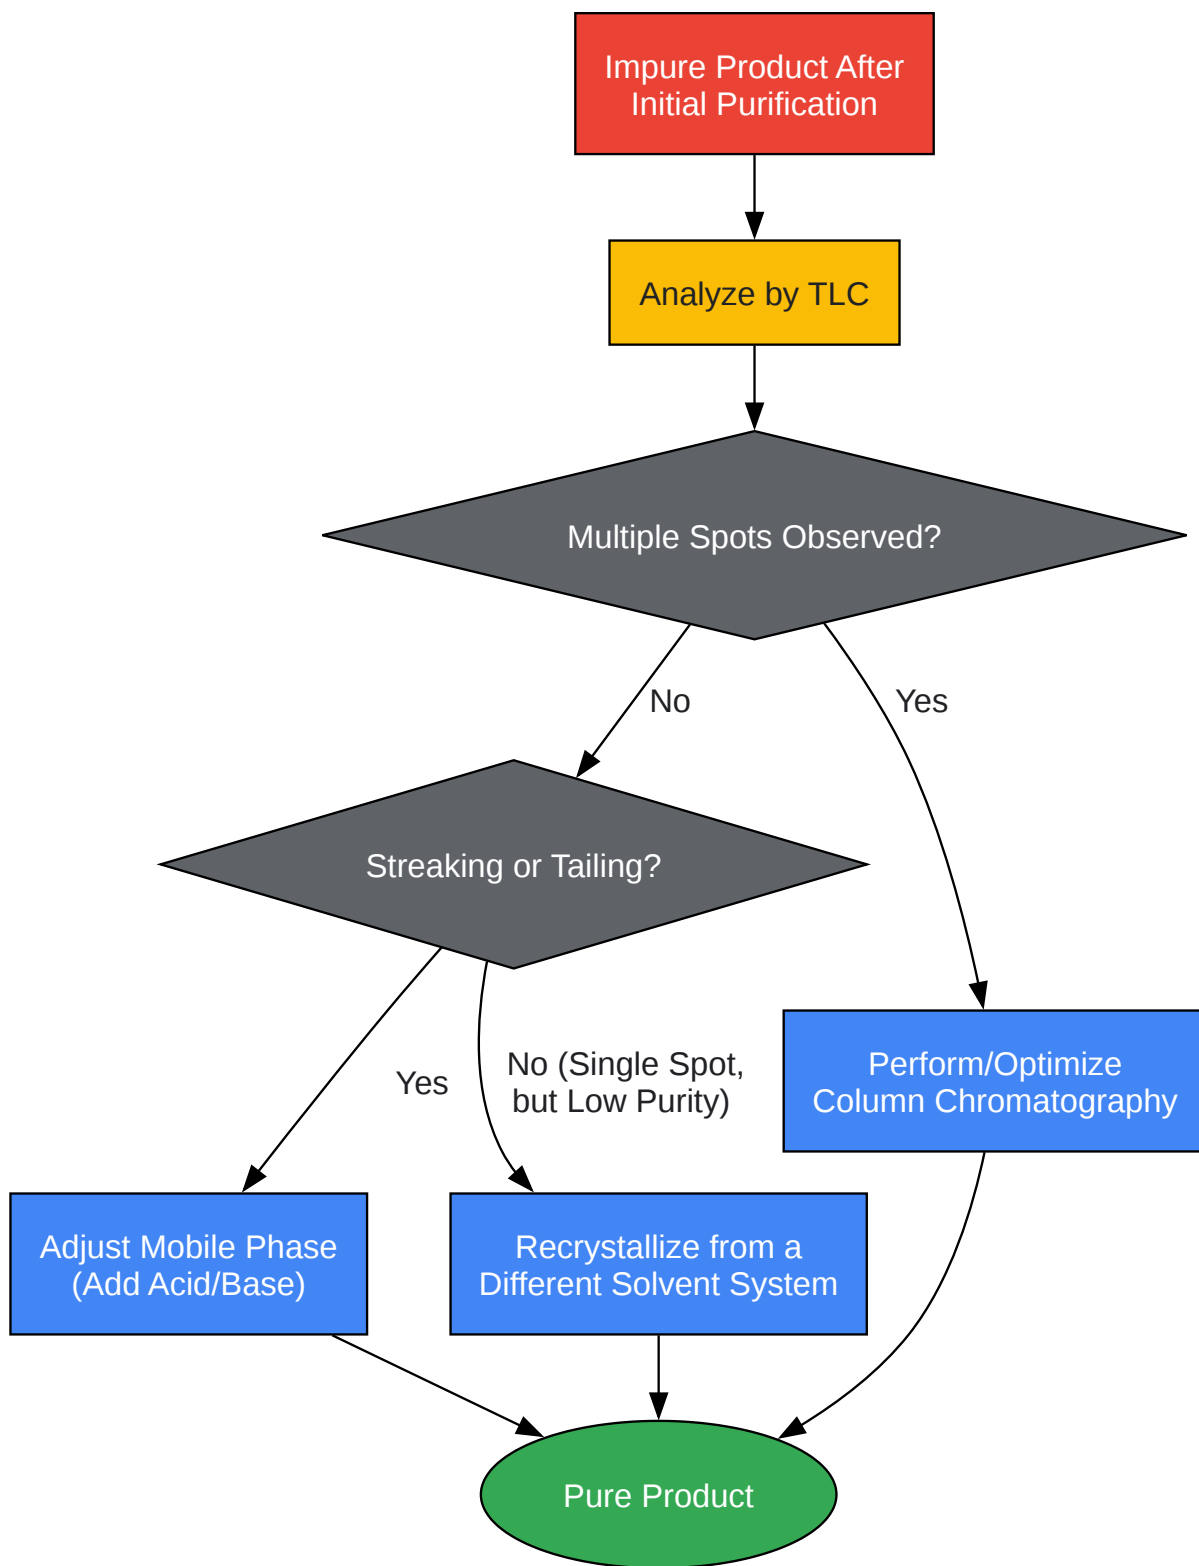 Impure Product After
Initial Purification
Analyze by TLC
Multiple Spots Observed?
No
Yes
Streaking or Tailing?
Yes
No (Single Spot,
but Low Purity)
Perform/Optimize
Column Chromatography
Adjust Mobile Phase
(Add Acid/Base)
Recrystallize from a
Different Solvent System
Pure Product